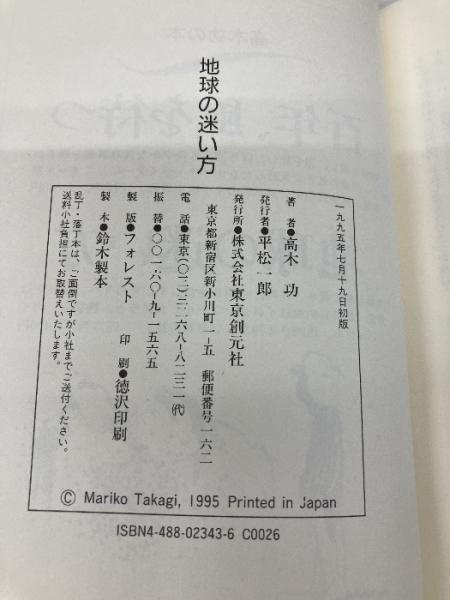 地球の迷い方
一九九五年七月十九日初版
著者●高木 功
発行者●平松一郎
発行所●株式会社東京創元社
東京都新宿区新小川町一―五 郵便番号一六二
電話●東京(〇三)三二六八―八二三一(代)
振替●〇〇一六〇―九―一五六五
製版●フォレスト 印刷●徳沢印刷
製本●鈴木製本
乱丁・落丁本は、ご面倒ですが小社までご送付ください。
送料小社負担にてお取替えいたします。
© Mariko Takagi, 1995 Printed in Japan
ISBN4-488-02343-6 C0026